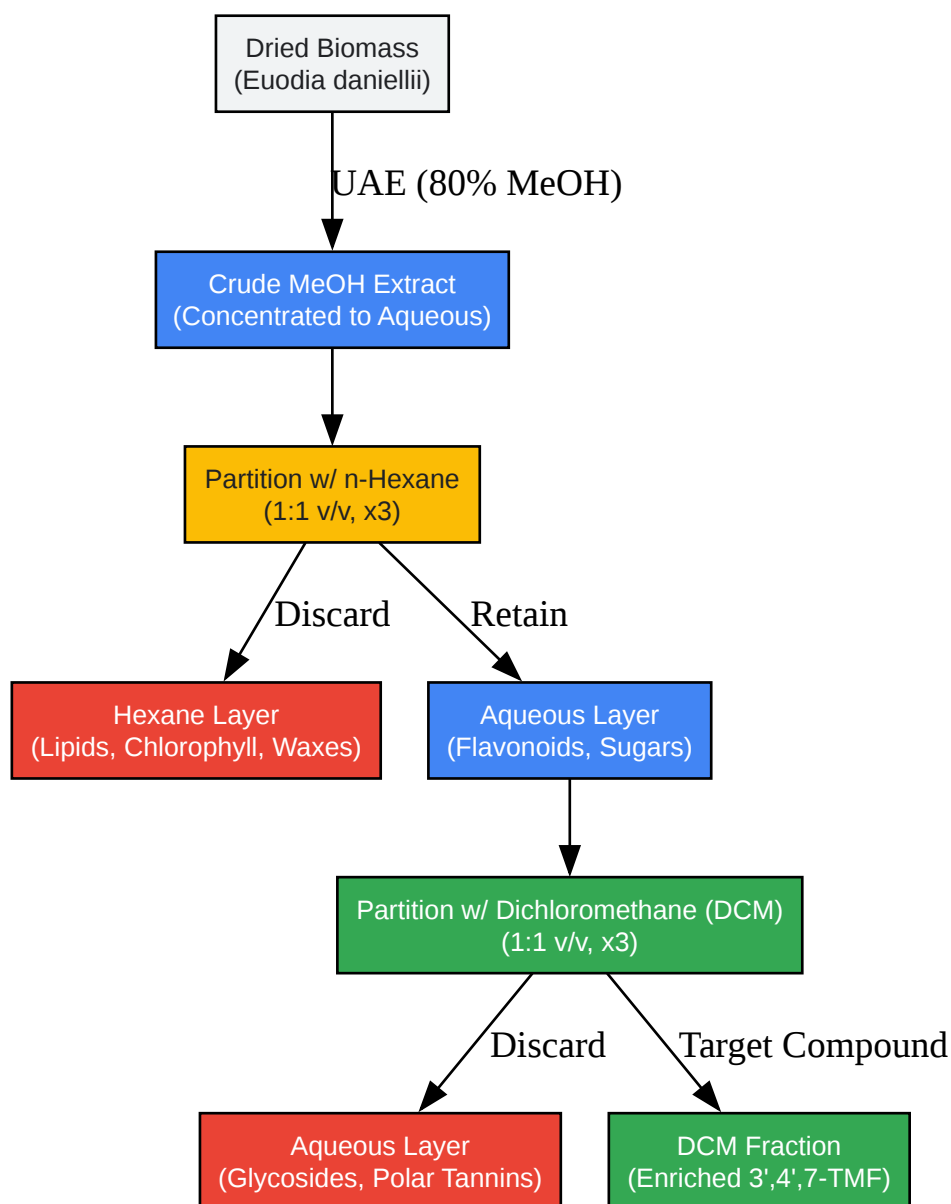 Dried Biomass
(Euodia daniellii)
UAE (80% MeOH)
Crude MeOH Extract
(Concentrated to Aqueous)
Partition w/ n-Hexane
(1:1 v/v, x3)
Discard
Retain
Hexane Layer
(Lipids, Chlorophyll, Waxes)
Aqueous Layer
(Flavonoids, Sugars)
Partition w/ Dichloromethane (DCM)
(1:1 v/v, x3)
Discard
Target Compound
Aqueous Layer
(Glycosides, Polar Tannins)
DCM Fraction
(Enriched 3',4',7-TMF)